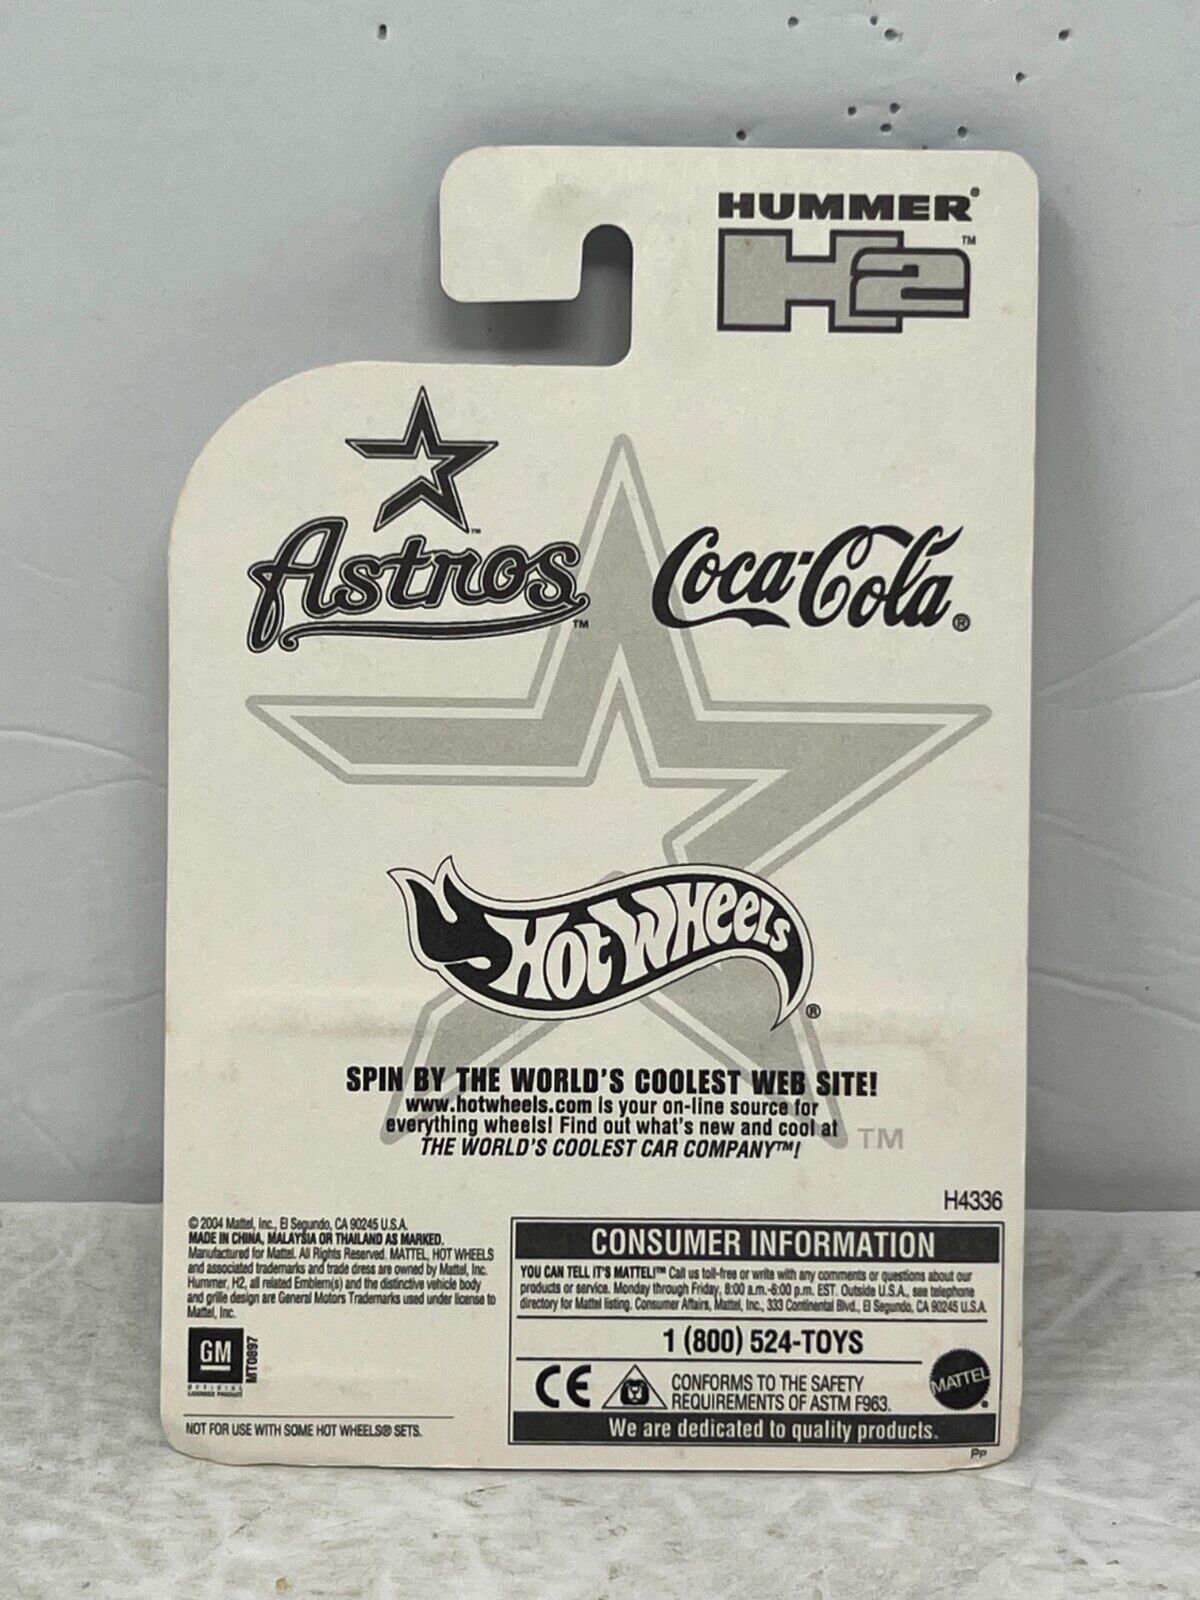 HUMMER®
H2™
Astros™
Coca-Cola®
Hot Wheels®
SPIN BY THE WORLD'S COOLEST WEB SITE!
www.hotwheels.com is your on-line source for
everything wheels! Find out what's new and cool at
THE WORLD'S COOLEST CAR COMPANY™!
TM
H4336
© 2004 Mattel, Inc., El Segundo, CA 90245 U.S.A.
MADE IN CHINA, MALAYSIA OR THAILAND AS MARKED.
Manufactured for Mattel. All Rights Reserved. MATTEL, HOT WHEELS
and associated trademarks and trade dress are owned by Mattel, Inc.
Hummer, H2, all related Emblem(s) and the distinctive vehicle body
and grille design are General Motors Trademarks used under license to
Mattel, Inc.
GM
OFFICIAL
LICENSED PRODUCT
MT0897
NOT FOR USE WITH SOME HOT WHEELS® SETS.
CONSUMER INFORMATION
YOU CAN TELL IT'S MATTEL!™ Call us toll-free or write with any comments or questions about our
products or service. Monday through Friday, 8:00 a.m.-6:00 p.m. EST. Outside U.S.A., see telephone
directory for Mattel listing. Consumer Affairs, Mattel, Inc., 333 Continental Blvd., El Segundo, CA 90245 U.S.A.
1 (800) 524-TOYS
CE
CONFORMS TO THE SAFETY
REQUIREMENTS OF ASTM F963.
MATTEL®
We are dedicated to quality products.
PP